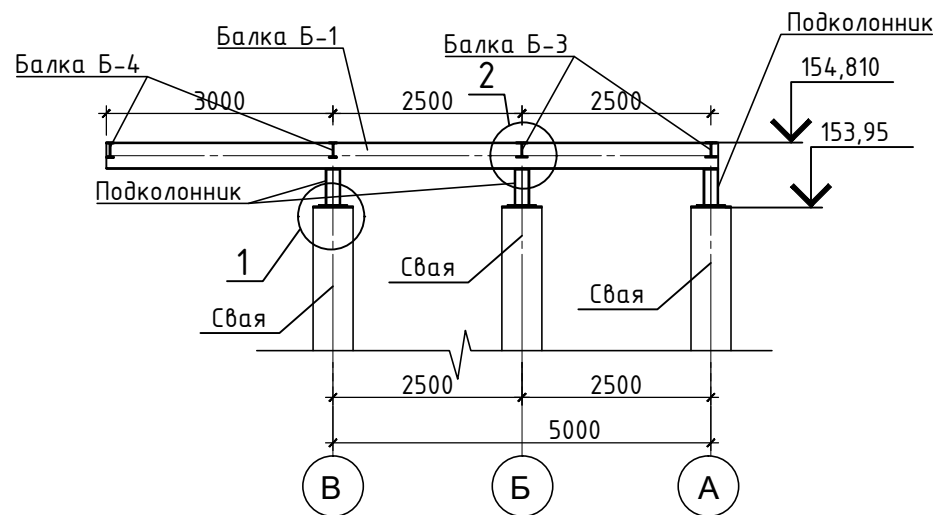 Подколонник
Балка Б-1
Балка Б-3
Балка Б-4
2
154,810
3000
2500
2500
153,95
Подколонник
1
Свая
Свая
Свая
2500
2500
5000
В
Б
А